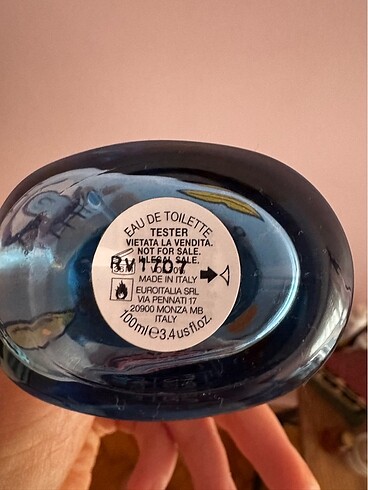 EAU DE TOILETTE
TESTER
VIETATA LA VENDITA.
NOT FOR SALE.
ILLEGAL SALE.
36M
MADE IN ITALY
EUROITALIA SRL
VIA PENNATI 17
20900 MONZA MB
ITALY
100ml e 3.4 us fl.oz.